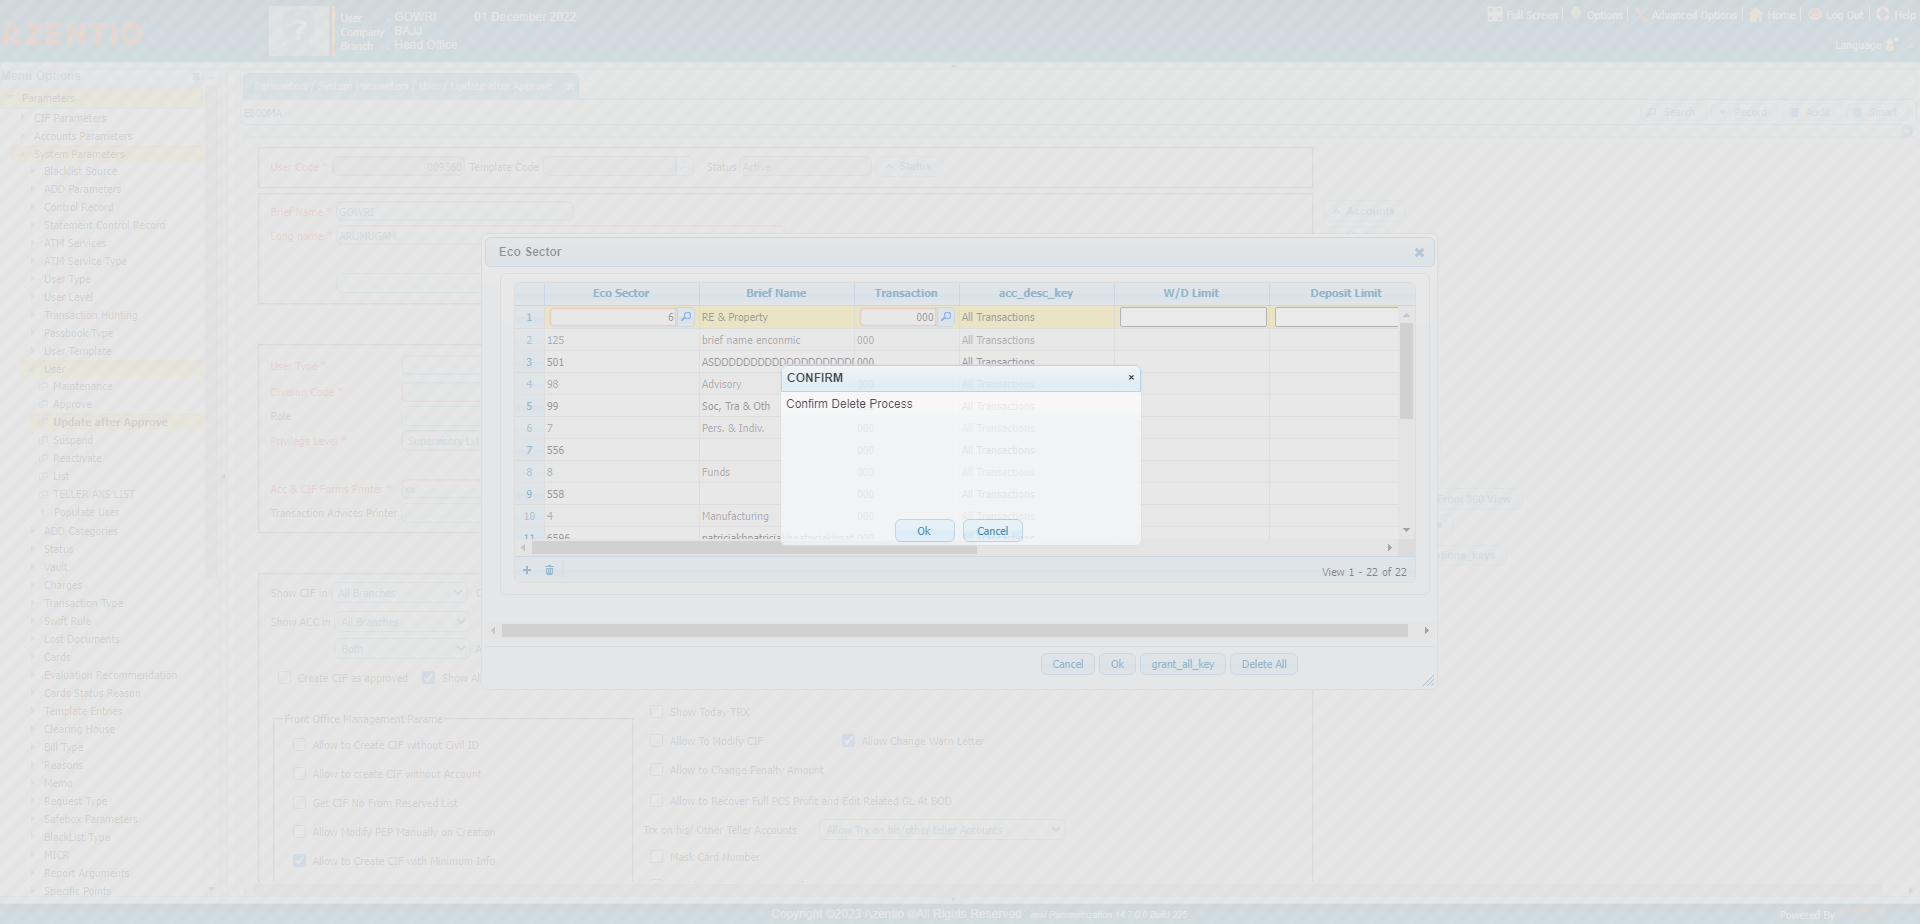 AZENTIO
User : GOWRI 01 December 2022
Company : BAJJ
Branch : Head Office
Full Screen Options Advanced Options Home Log Out Help
Language
Menu Options
Parameters
CIF Parameters
Accounts Parameters
System Parameters
Blacklist Source
ADD Parameters
Control Record
Statement Control Record
ATM Services
ATM Service Type
User Type
User Level
Transaction Hunting
Passbook Type
User Template
User
Maintenance
Approve
Update after Approve
Suspend
Reactivate
List
TELLER AXS LIST
Populate User
ADD Categories
Status
Vault
Charges
Transaction Type
Swift Rule
Lost Documents
Cards
Evaluation Recommendation
Cards Status Reason
Template Entries
Clearing House
Bill Type
Reasons
Memo
Request Type
Safebox Parameters
BlackList Type
MICR
Report Arguments
Specific Points
Parameters / System Parameters / User / Update after Approve
E000MA
Search Record Audit Smart
User Code * 009360 Template Code Status Active Status
Brief Name * GOWRI
Accounts
Long name * ARUMUGAM
User Type *
Division Code *
Role
Privilege Level * Supervisory Lvl
Acc & CIF Forms Printer * xx
Transaction Advices Printer
From 360 View
Show CIF in All Branches
Show ACC in All Branches
Both
Create CIF as approved Show All
Front Office Management Parame
Allow to Create CIF without Civil ID
Allow to create CIF without Account
Get CIF No From Reserved List
Allow Modify PEP Manually on Creation
Allow to Create CIF with Minimum Info
Show Today TRX
Allow To Modify CIF Allow Change Warn Letter
Allow to Change Penalty Amount
Allow to Recover Full PCS Profit and Edit Related GL At BOD
Trx on his/ Other Teller Accounts Allow Trx on his/other teller Accounts
Mask Card Number
Eco Sector
Eco Sector Brief Name Transaction acc_desc_key W/D Limit Deposit Limit
1 6 RE & Property 000 All Transactions
2 125 brief name enconmic 000 All Transactions
3 501 000 All Transactions
4 98 Advisory 000 All Transactions
5 99 Soc, Tra & Oth 000 All Transactions
6 7 Pers. & Indiv. 000 All Transactions
7 556 000 All Transactions
8 8 Funds 000 All Transactions
9 558 000 All Transactions
10 4 Manufacturing 000 All Transactions
11 6596 000
View 1 - 22 of 22
Cancel Ok grant_all_key Delete All
CONFIRM
Confirm Delete Process
Ok Cancel
Copyright ©2023 Azentio @All Rights Reserved
Powered By